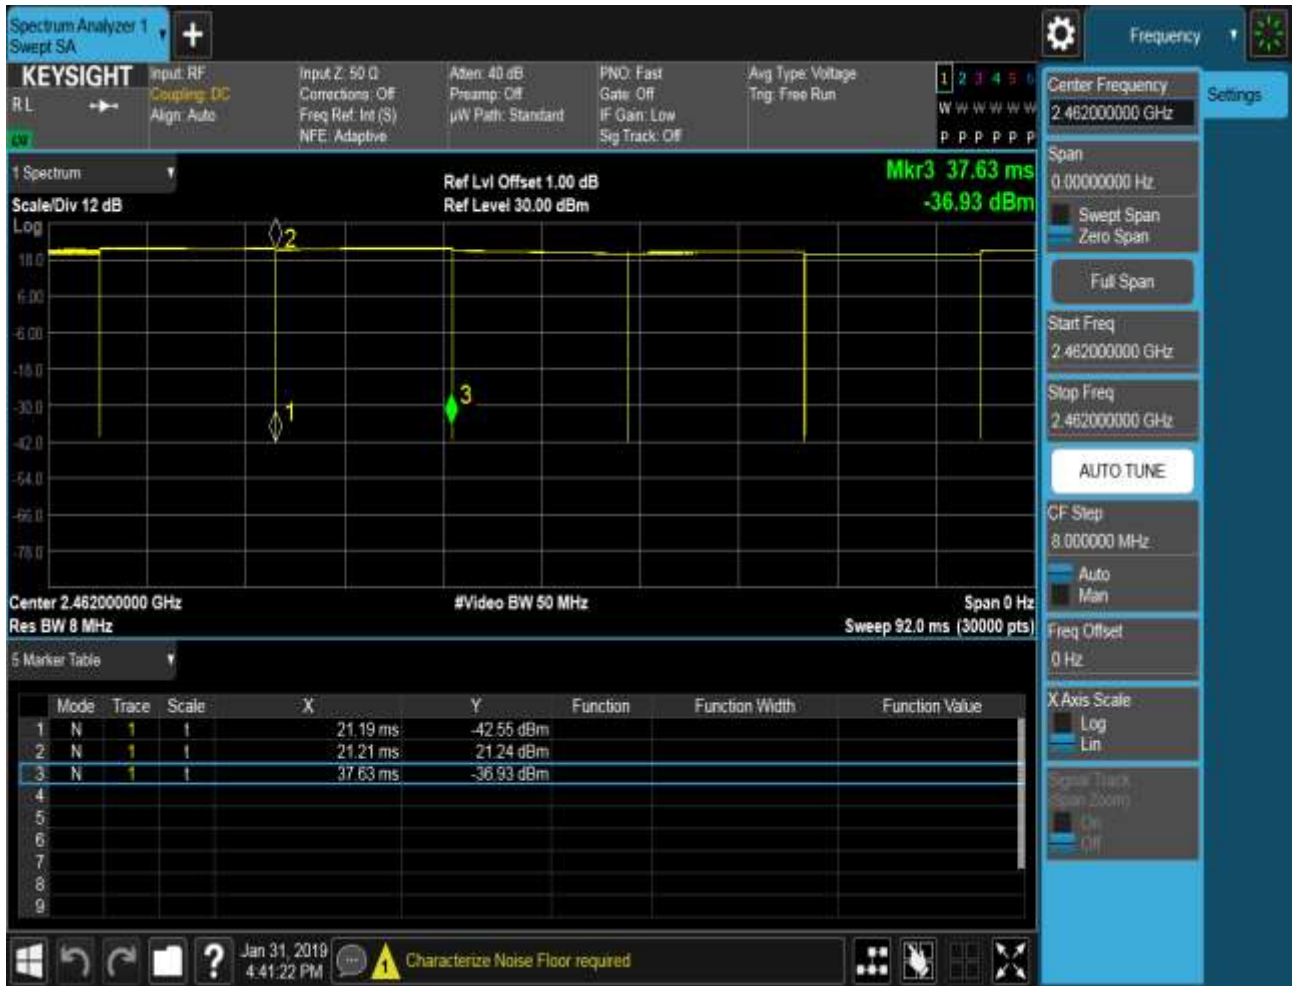 Spectrum Analyzer 1
Swept SA
Frequency
KEYSIGHT
R L
Input: RF
Coupling: DC
Align: Auto
Input Z: 50 Ω
Corrections: Off
Freq Ref: Int (S)
NFE: Adaptive
Atten: 40 dB
Preamp: Off
µW Path: Standard
PNO: Fast
Gate: Off
IF Gain: Low
Sig Track: Off
Avg Type: Voltage
Trig: Free Run
1 2 3 4 5 6
W W W W W W
P P P P P P
1 Spectrum
Scale/Div 12 dB
Ref Lvl Offset 1.00 dB
Ref Level 30.00 dBm
Mkr3 37.63 ms
-36.93 dBm
Log
18.0
6.00
-6.00
-18.0
-30.0
-42.0
-54.0
-66.0
-78.0
2
1
3
Center 2.462000000 GHz
#Video BW 50 MHz
Span 0 Hz
Res BW 8 MHz
Sweep 92.0 ms (30000 pts)
5 Marker Table
Mode Trace Scale X Y Function Function Width Function Value
1 N 1 t 21.19 ms -42.55 dBm
2 N 1 t 21.21 ms 21.24 dBm
3 N 1 t 37.63 ms -36.93 dBm
4
5
6
7
8
9
Jan 31, 2019
4:41:22 PM
1
Characterize Noise Floor required
Center Frequency
2.462000000 GHz
Settings
Span
0.00000000 Hz
Swept Span
Zero Span
Full Span
Start Freq
2.462000000 GHz
Stop Freq
2.462000000 GHz
AUTO TUNE
CF Step
8.000000 MHz
Auto
Man
Freq Offset
0 Hz
X Axis Scale
Log
Lin
Signal Track
(Span Zoom)
On
Off